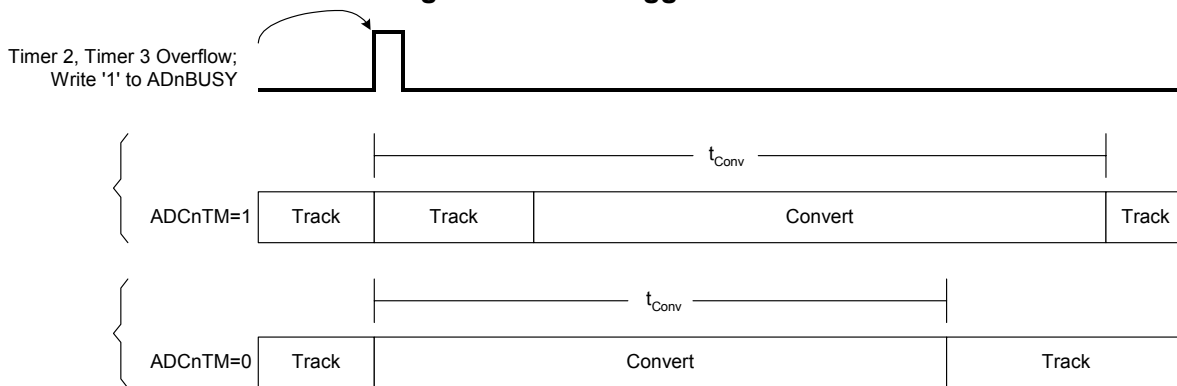 Timer 2, Timer 3 Overflow;
Write '1' to ADnBUSY
tConv
ADCnTM=1
Track
Track
Convert
Track
tConv
ADCnTM=0
Track
Convert
Track